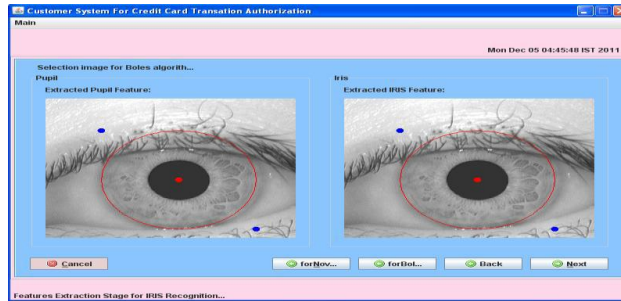 Customer System For Credit Card Transation Authorization
Main
Mon Dec 05 04:45:48 IST 2011
Selection image for Boles algorith...
Pupil
Iris
Extracted Pupil Feature:
Extracted IRIS Feature:
Cancel
forNov...
forBol...
Back
Next
Features Extraction Stage for IRIS Recognition...